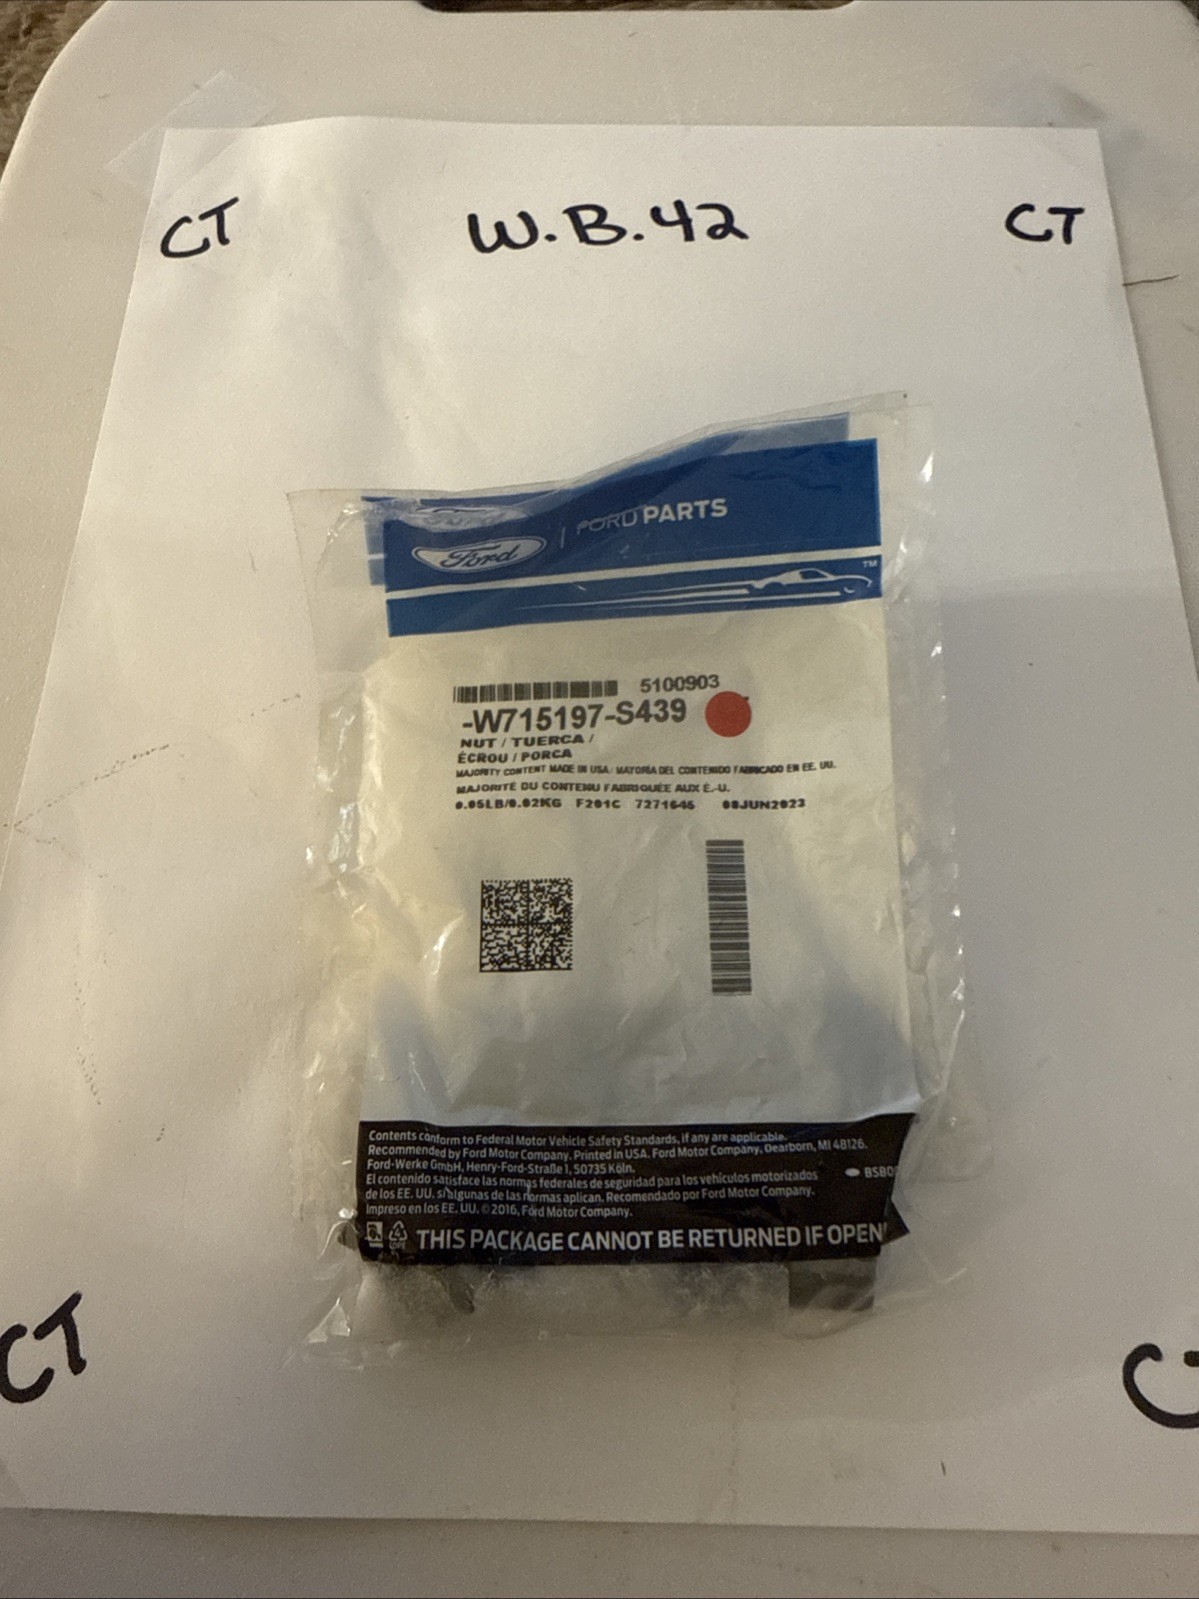 CT W.B.42 CT
Ford | FORD PARTS
TM
5100903
-W715197-S439
NUT / TUERCA /
ÉCROU / PORCA
MAJORITY CONTENT MADE IN USA/ MAYORÍA DEL CONTENIDO FABRICADO EN EE. UU.
MAJORITÉ DU CONTENU FABRIQUÉE AUX É.-U.
0.05LB/0.02KG F201C 7271646 08JUN2023
Contents conform to Federal Motor Vehicle Safety Standards, if any are applicable.
Recommended by Ford Motor Company. Printed in USA. Ford Motor Company, Dearborn, MI 48126.
Ford-Werke GmbH, Henry-Ford-Straße 1, 50735 Köln.
El contenido satisface las normas federales de seguridad para los vehículos motorizados
de los EE. UU. si algunas de las normas aplican. Recomendado por Ford Motor Company.
Impreso en los EE. UU. © 2016, Ford Motor Company.
THIS PACKAGE CANNOT BE RETURNED IF OPEN
CT